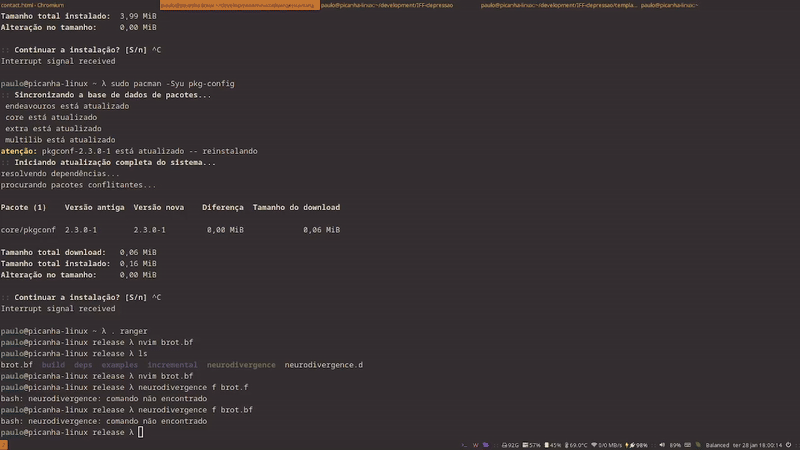 contact.html - Chromium
paulo@picanha-linux:~/development/IFF-depressao
paulo@picanha-linux:~/development/IFF-depressao/templa...
paulo@picanha-linux:~
Tamanho total instalado:  3,99 MiB
Alteração no tamanho:     0,00 MiB
:: Continuar a instalação? [S/n] ^C
Interrupt signal received
paulo@picanha-linux ~ λ sudo pacman -Syu pkg-config
:: Sincronizando a base de dados de pacotes...
endeavouros está atualizado
core está atualizado
extra está atualizado
multilib está atualizado
atenção: pkgconf-2.3.0-1 está atualizado -- reinstalando
:: Iniciando atualização completa do sistema...
resolvendo dependências...
procurando pacotes conflitantes...
Pacote (1)    Versão antiga  Versão nova    Diferença  Tamanho do download
core/pkgconf  2.3.0-1        2.3.0-1         0,00 MiB             0,06 MiB
Tamanho total download:   0,06 MiB
Tamanho total instalado:  0,16 MiB
Alteração no tamanho:     0,00 MiB
:: Continuar a instalação? [S/n] ^C
Interrupt signal received
paulo@picanha-linux ~ λ . ranger
paulo@picanha-linux release λ nvim brot.bf
paulo@picanha-linux release λ ls
brot.bf  build  deps  examples  incremental  neurodivergence  neurodivergence.d
paulo@picanha-linux release λ nvim brot.bf
paulo@picanha-linux release λ neurodivergence f brot.f
bash: neurodivergence: comando não encontrado
paulo@picanha-linux release λ neurodivergence f brot.bf
bash: neurodivergence: comando não encontrado
paulo@picanha-linux release λ
92G 57% 45% 69.0°C 0/0 MB/s 98% 89% Balanced ter 28 jan 18:00:14